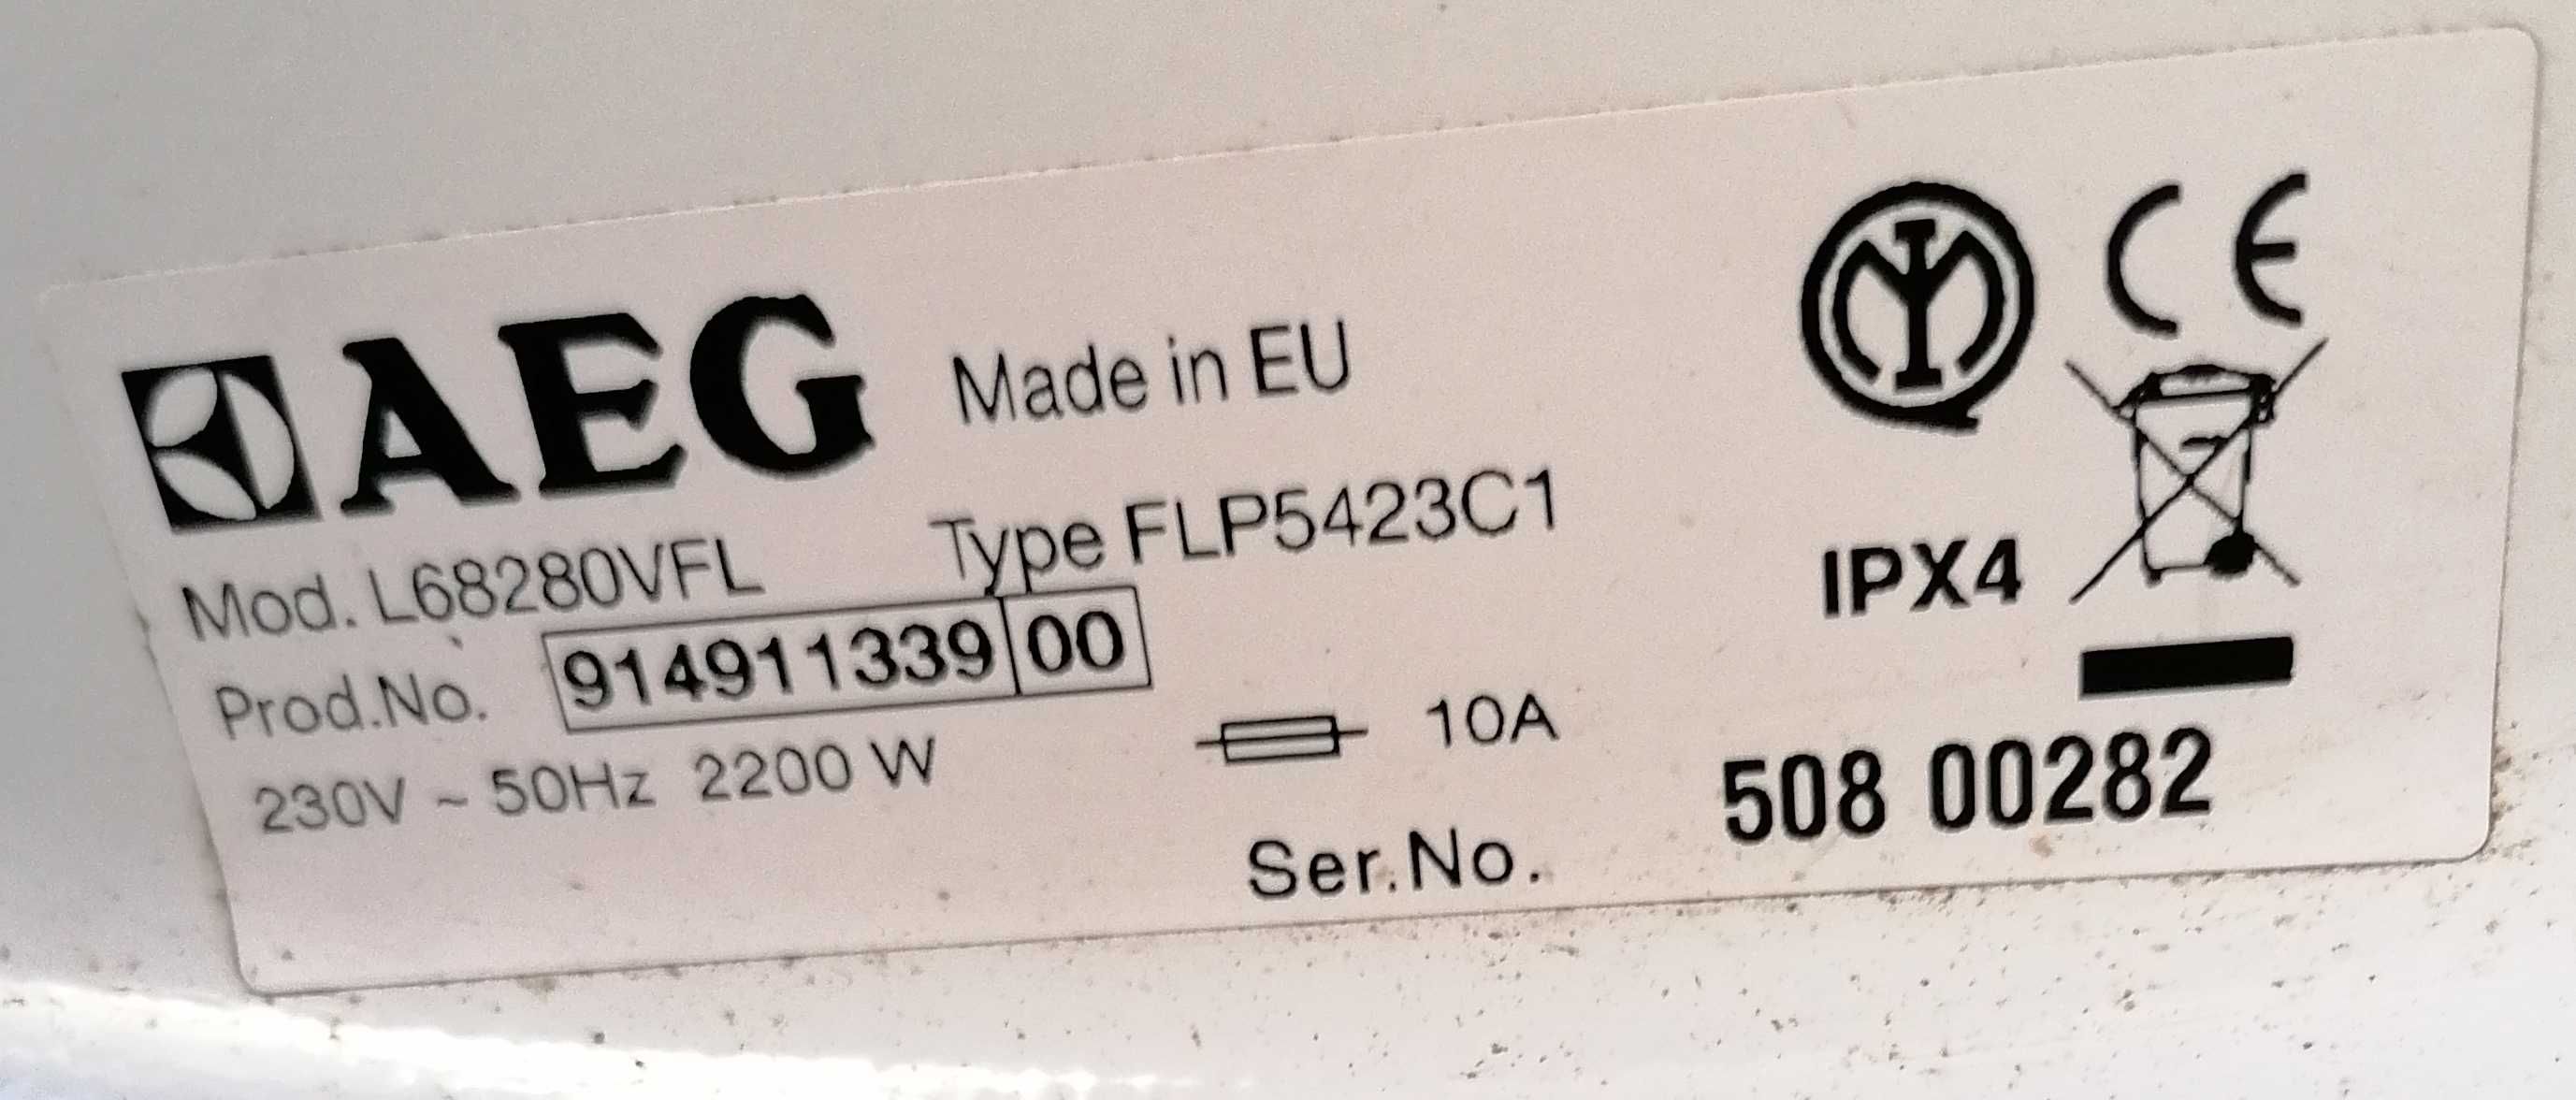 AEG Made in EU
CE
Mod. L68280VFL Type FLP5423C1
IPX4
Prod.No. 914911339 00
230V ~ 50Hz 2200 W 10A
Ser.No. 508 00282